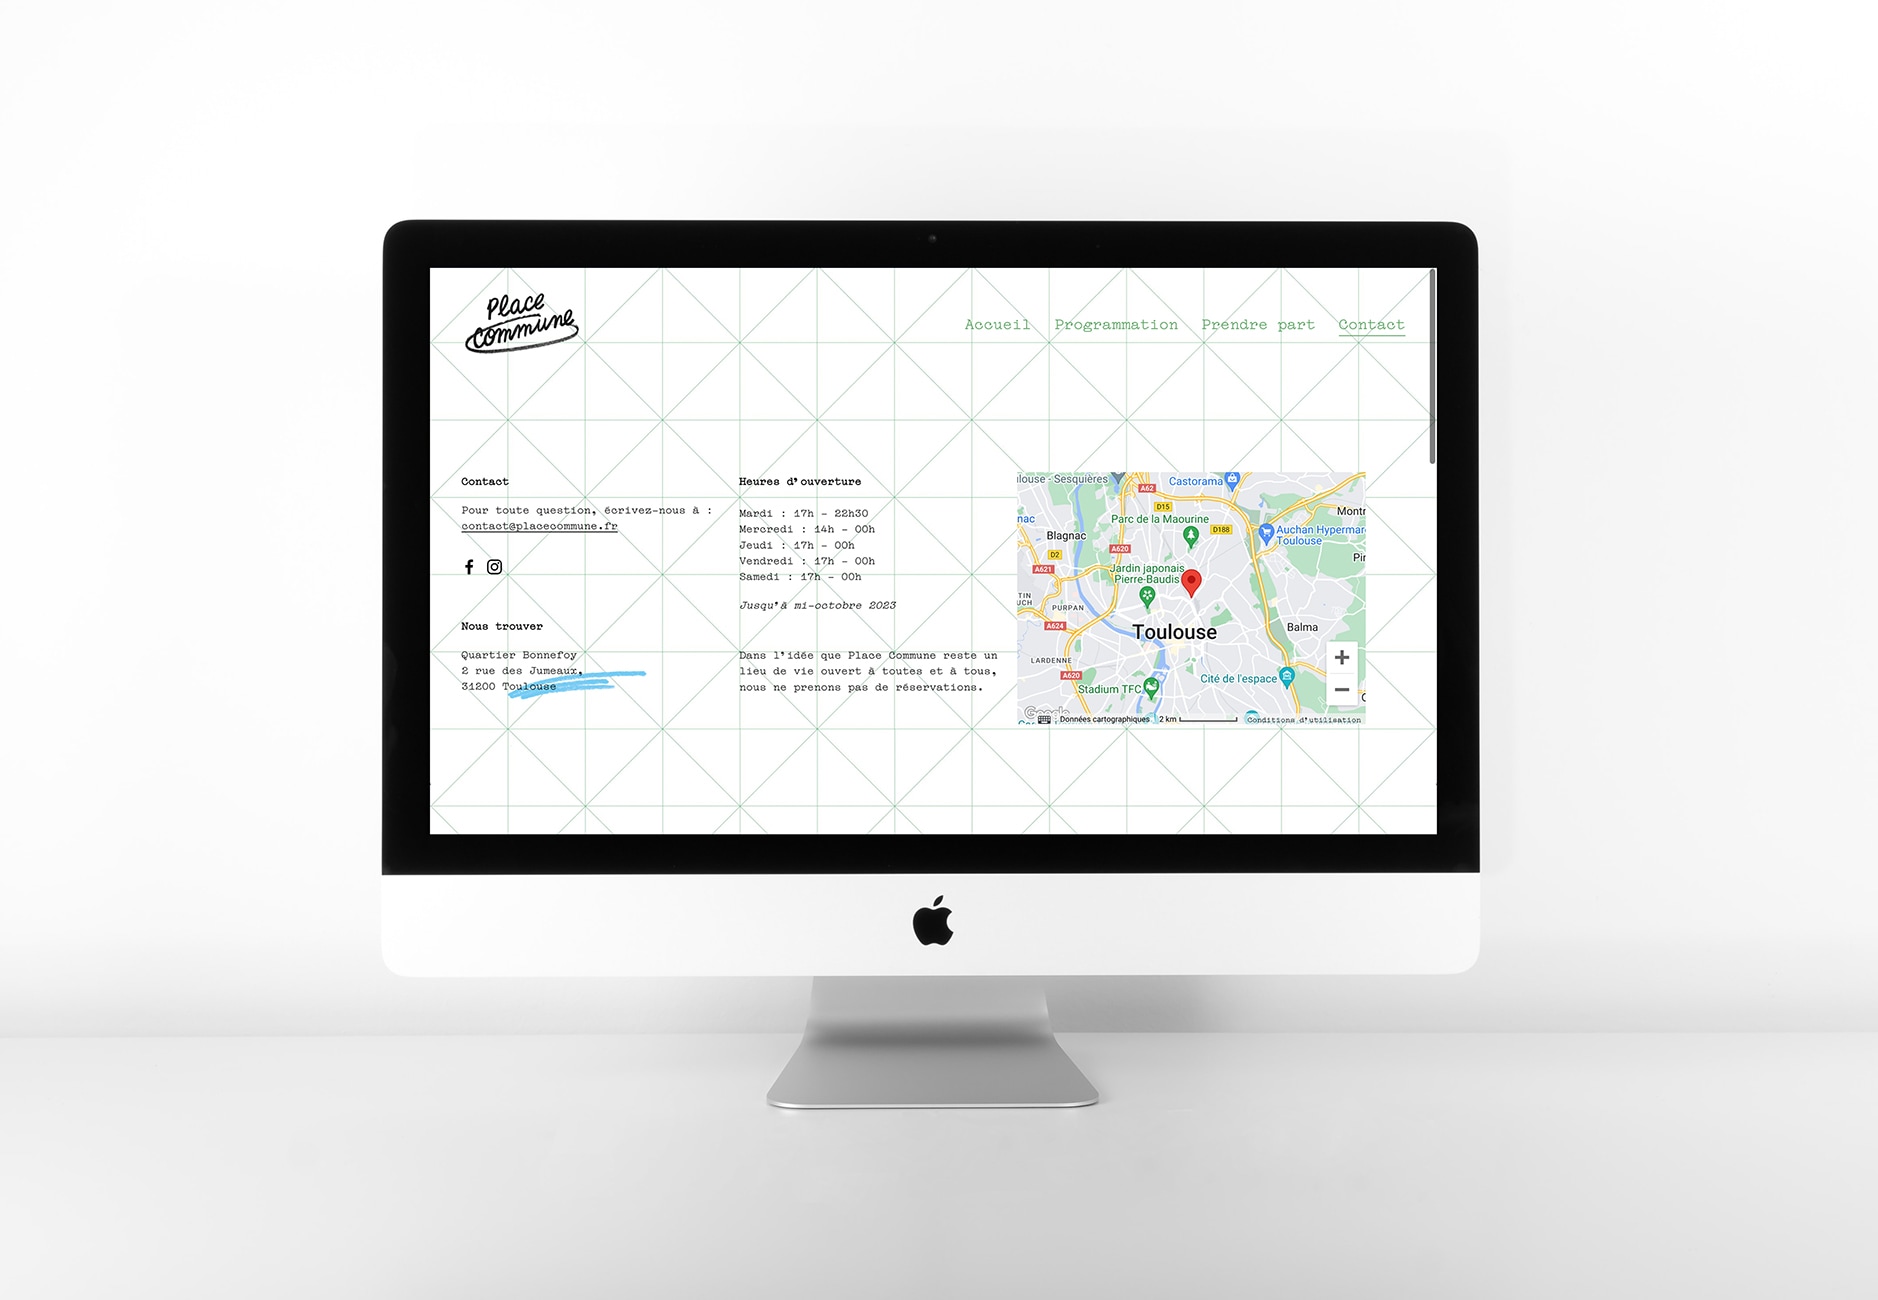 Place
Commune
Accueil
Programmation
Prendre part
Contact
Contact
Pour toute question, écrivez-nous à :
contact@placecommune.fr
Nous trouver
Quartier Bonnefoy
2 rue des Jumeaux,
31200 Toulouse
Heures d'ouverture
Mardi : 17h – 22h30
Mercredi : 14h – 00h
Jeudi : 17h – 00h
Vendredi : 17h – 00h
Samedi : 17h – 00h
Jusqu'à mi-octobre 2023
Dans l'idée que Place Commune reste un
lieu de vie ouvert à toutes et à tous,
nous ne prenons pas de réservations.
louse - Sesquières
A62
Castorama
D15
Parc de la Maourine
D188
Montr
nac
Blagnac
Auchan Hypermar
Toulouse
D2
A620
Pin
A621
Jardin japonais
Pierre-Baudis
TIN
UCH
PURPAN
A624
Toulouse
Balma
LARDENNE
A620
Stadium TFC
Cité de l'espace
+
−
Google
Données cartographiques
2 km
Conditions d'utilisation